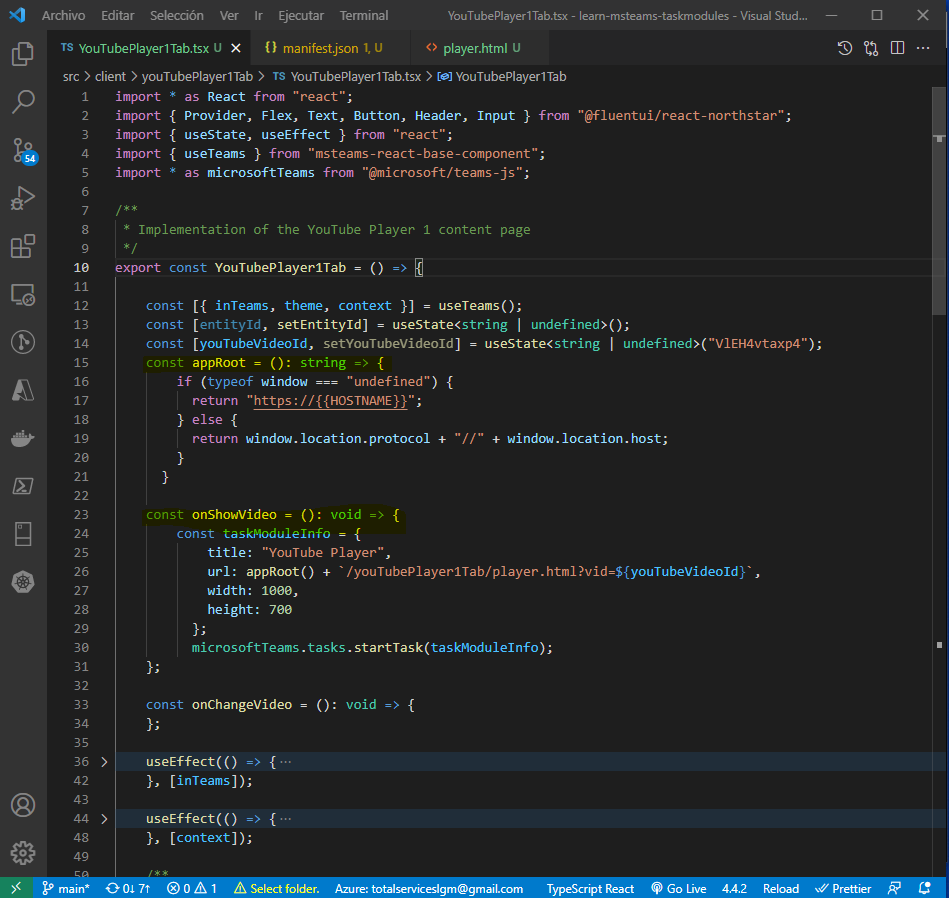 Archivo Editar Selección Ver Ir Ejecutar Terminal YouTubePlayer1Tab.tsx - learn-msteams-taskmodules - Visual Stud...
TS YouTubePlayer1Tab.tsx U {} manifest.json 1, U <> player.html U
src > client > youTubePlayer1Tab > TS YouTubePlayer1Tab.tsx > YouTubePlayer1Tab
1 import * as React from "react";
2 import { Provider, Flex, Text, Button, Header, Input } from "@fluentui/react-northstar";
3 import { useState, useEffect } from "react";
4 import { useTeams } from "msteams-react-base-component";
5 import * as microsoftTeams from "@microsoft/teams-js";
6
7 /**
8 * Implementation of the YouTube Player 1 content page
9 */
10 export const YouTubePlayer1Tab = () => {
11
12 const [{ inTeams, theme, context }] = useTeams();
13 const [entityId, setEntityId] = useState<string | undefined>();
14 const [youTubeVideoId, setYouTubeVideoId] = useState<string | undefined>("VlEH4vtaxp4");
15 const appRoot = (): string => {
16 if (typeof window === "undefined") {
17 return "https://{{HOSTNAME}}";
18 } else {
19 return window.location.protocol + "//" + window.location.host;
20 }
21 }
22
23 const onShowVideo = (): void => {
24 const taskModuleInfo = {
25 title: "YouTube Player",
26 url: appRoot() + `/youTubePlayer1Tab/player.html?vid=${youTubeVideoId}`,
27 width: 1000,
28 height: 700
29 };
30 microsoftTeams.tasks.startTask(taskModuleInfo);
31 };
32
33 const onChangeVideo = (): void => {
34 };
35
36 useEffect(() => { ...
42 }, [inTeams]);
43
44 useEffect(() => { ...
48 }, [context]);
49
50 /**
54
main* 0↓ 7↑ 0 1 Select folder. Azure: totalserviceslgm@gmail.com TypeScript React Go Live 4.4.2 Reload Prettier